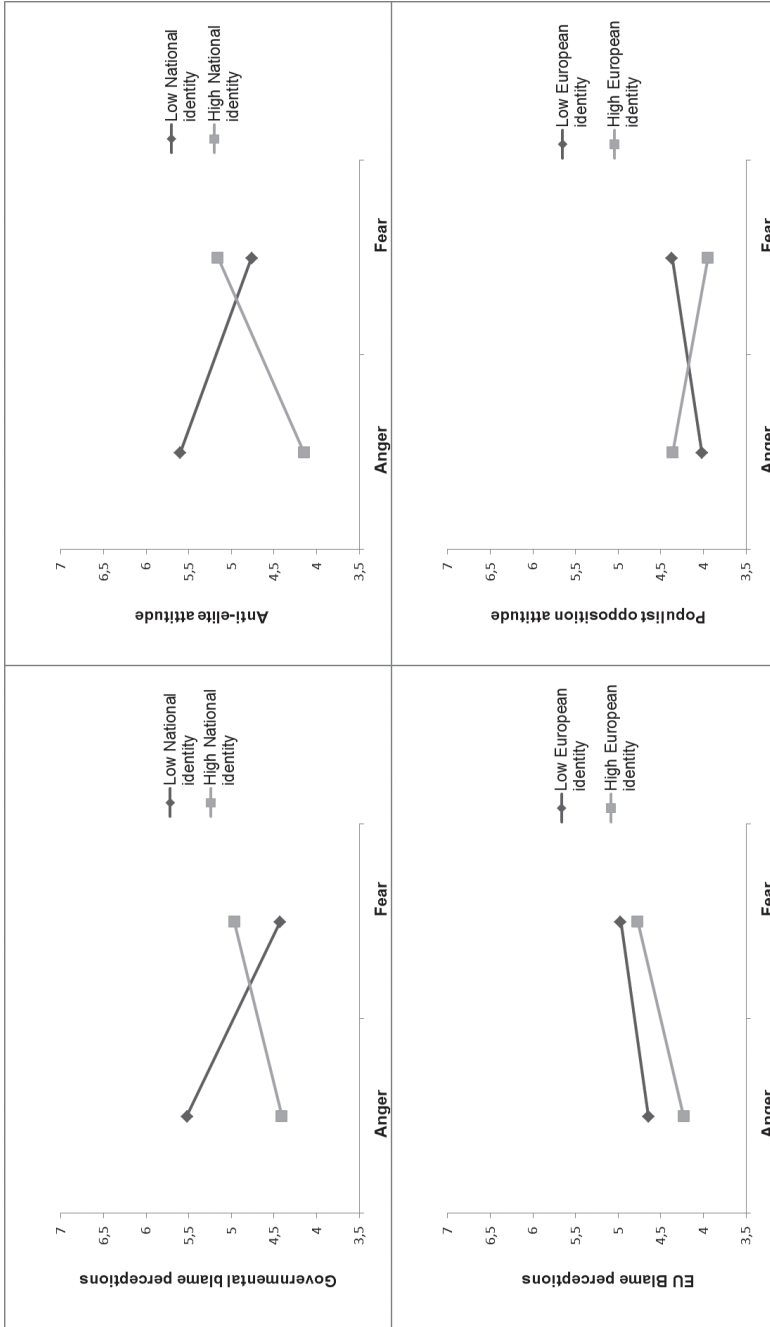 Governmental blame perceptions
7
6,5
6
5,5
5
4,5
4
3,5
Anger
Fear
Low National
identity
High National
identity
Anti-elite attitude
7
6,5
6
5,5
5
4,5
4
3,5
Anger
Fear
Low National
identity
High National
identity
EU Blame perceptions
7
6,5
6
5,5
5
4,5
4
3,5
Anger
Fear
Low European
identity
High European
identity
Populist opposition attitude
7
6,5
6
5,5
5
4,5
4
3,5
Anger
Fear
Low European
identity
High European
identity